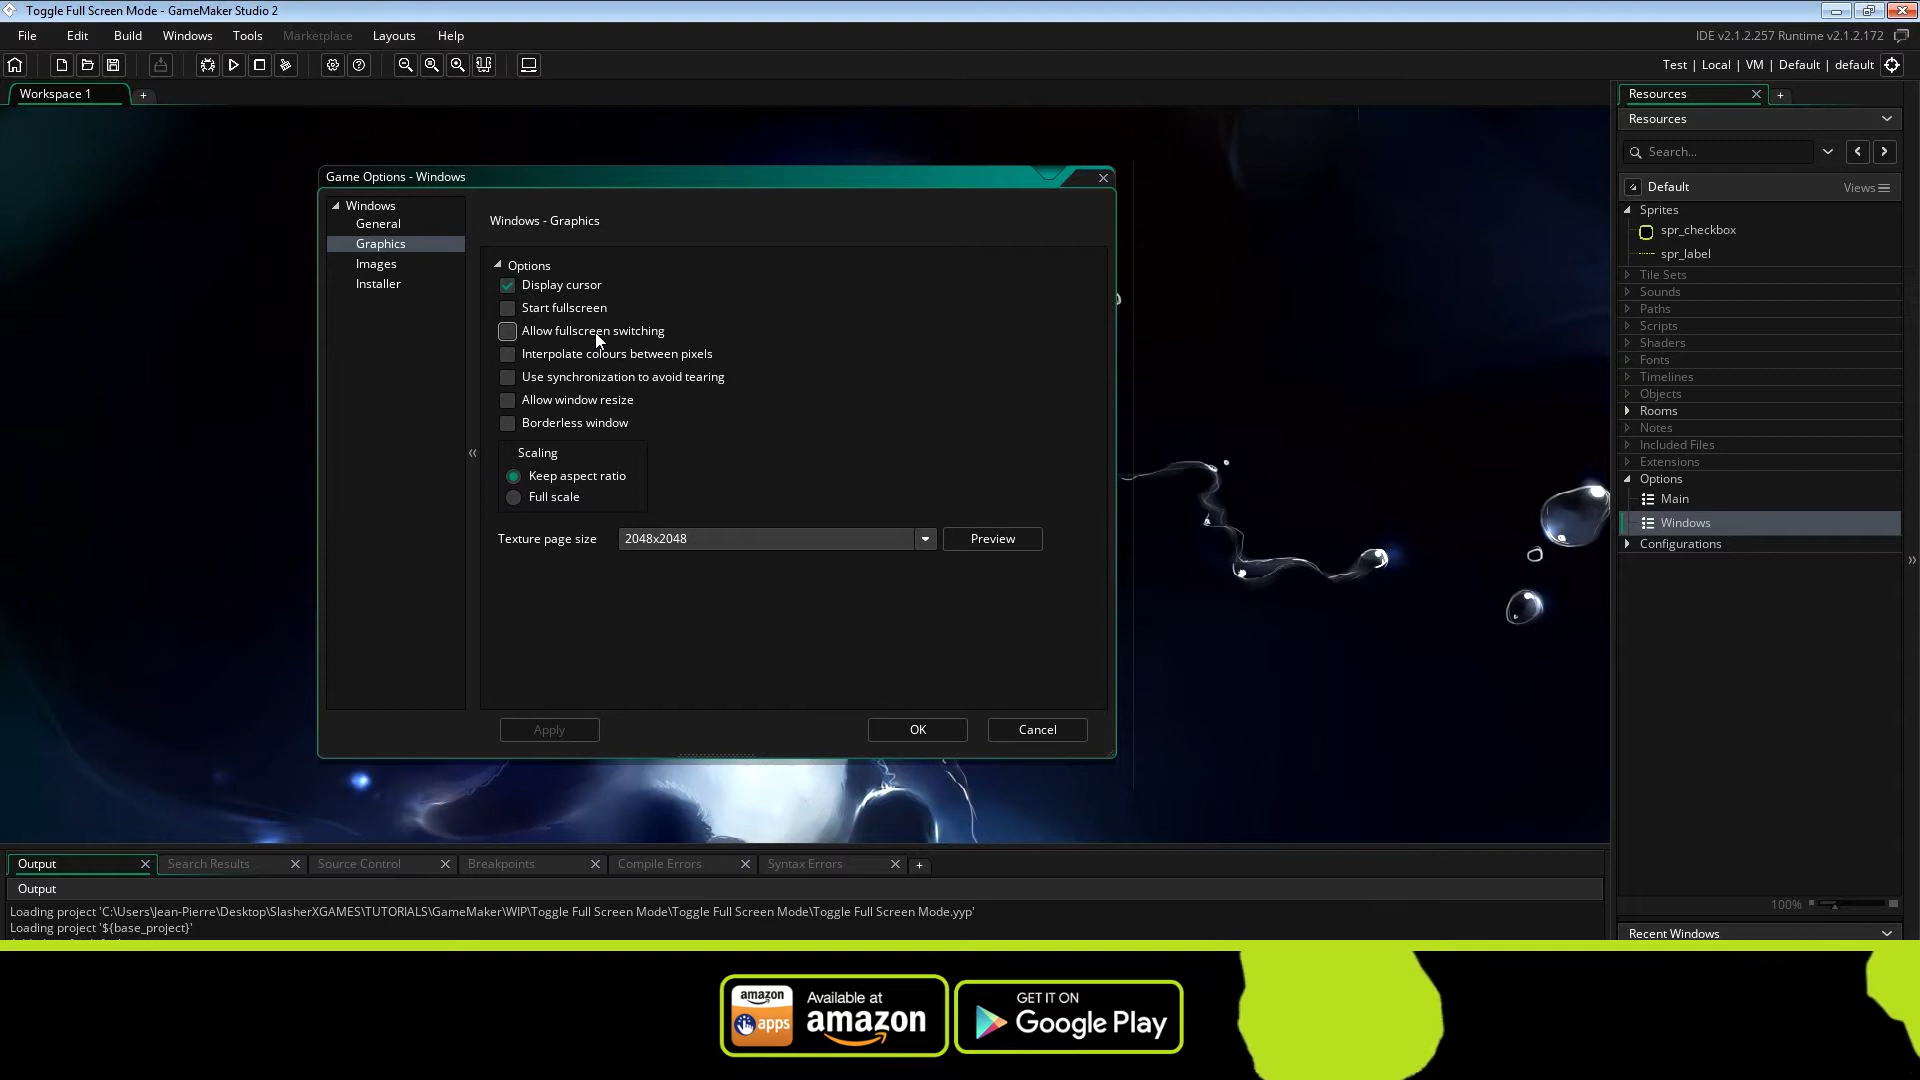 Toggle Full Screen Mode - GameMaker Studio 2
File Edit Build Windows Tools Marketplace Layouts Help
IDE v2.1.2.257 Runtime v2.1.2.172
Test | Local | VM | Default | default
Workspace 1
Resources
Resources
Search...
Default
Views
Sprites
spr_checkbox
spr_label
Tile Sets
Sounds
Paths
Scripts
Shaders
Fonts
Timelines
Objects
Rooms
Notes
Included Files
Extensions
Options
Main
Windows
Configurations
100%
Recent Windows
Game Options - Windows
Windows
General
Graphics
Images
Installer
Windows - Graphics
Options
Display cursor
Start fullscreen
Allow fullscreen switching
Interpolate colours between pixels
Use synchronization to avoid tearing
Allow window resize
Borderless window
Scaling
Keep aspect ratio
Full scale
Texture page size 2048x2048 Preview
Apply OK Cancel
Output Search Results Source Control Breakpoints Compile Errors Syntax Errors
Output
Loading project 'C:\Users\Jean-Pierre\Desktop\SlasherXGAMES\TUTORIALS\GameMaker\WIP\Toggle Full Screen Mode\Toggle Full Screen Mode\Toggle Full Screen Mode.yyp'
Loading project '${base_project}'
amazon
apps
Available at
amazon
GET IT ON
Google Play